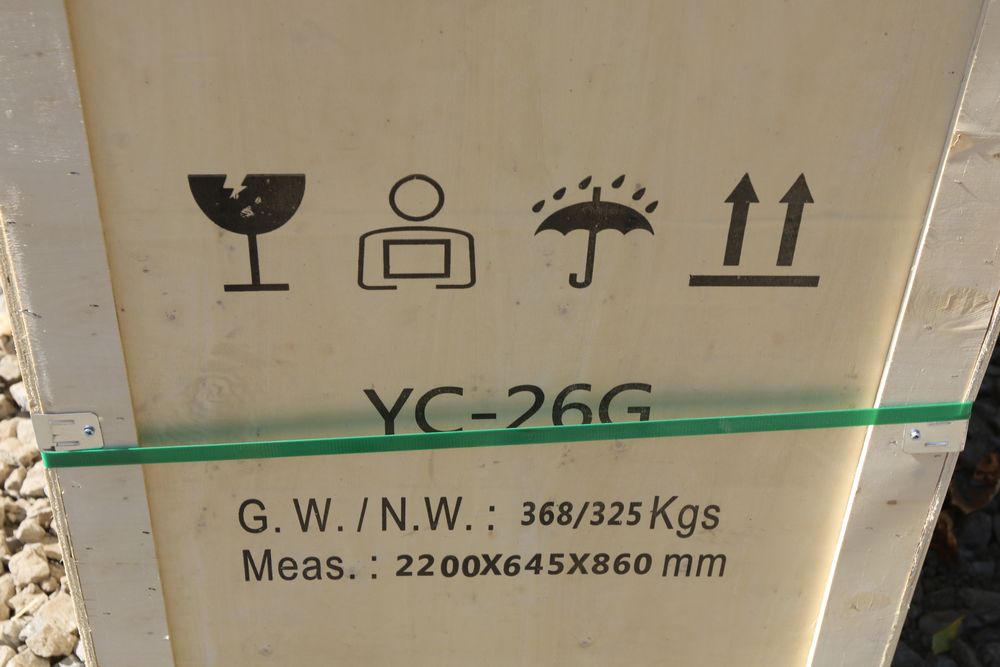 YC-26G
G. W. / N.W. : 368/325 Kgs
Meas. : 2200X645X860 mm